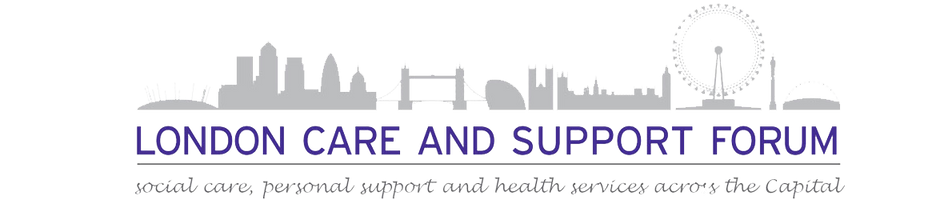 LONDON CARE AND SUPPORT FORUM
social care, personal support and health services across the Capital